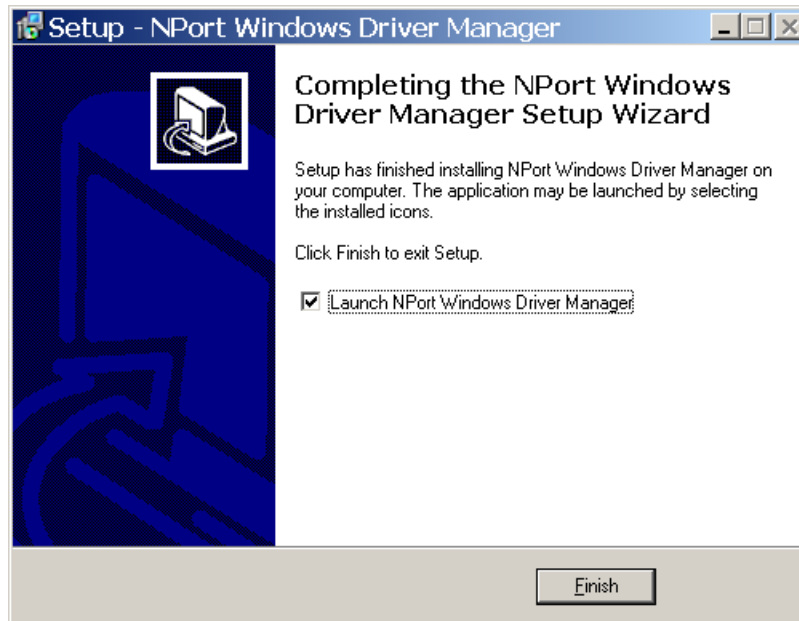 Setup - NPort Windows Driver Manager
Completing the NPort Windows
Driver Manager Setup Wizard
Setup has finished installing NPort Windows Driver Manager on
your computer. The application may be launched by selecting
the installed icons.
Click Finish to exit Setup.
Launch NPort Windows Driver Manager
Finish